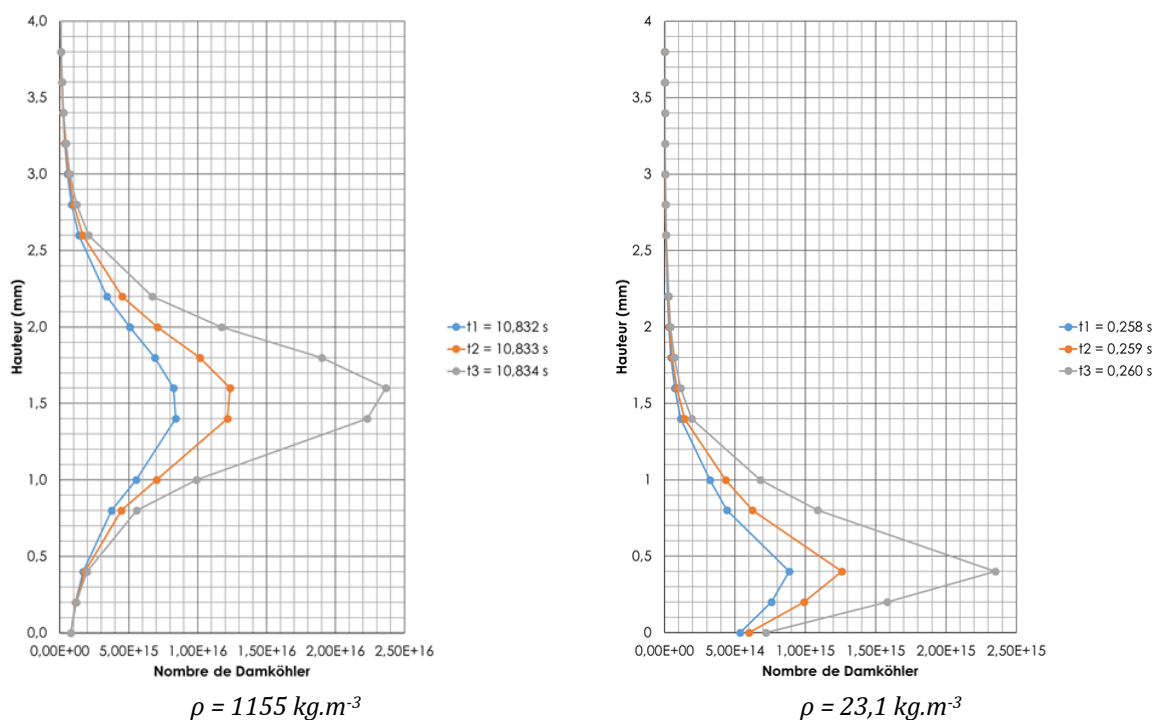 4,0
3,5
3,0
2,5
2,0
1,5
1,0
0,5
0,0
Hauteur (mm)
0,00E+00 5,00E+15 1,00E+16 1,50E+16 2,00E+16 2,50E+16
Nombre de Damköhler
t1 = 10,832 s
t2 = 10,833 s
t3 = 10,834 s
ρ = 1155 kg.m-3
4
3,5
3
2,5
2
1,5
1
0,5
0
Hauteur (mm)
0,00E+00 5,00E+14 1,00E+15 1,50E+15 2,00E+15 2,50E+15
Nombre de Damköhler
t1 = 0,258 s
t2 = 0,259 s
t3 = 0,260 s
ρ = 23,1 kg.m-3